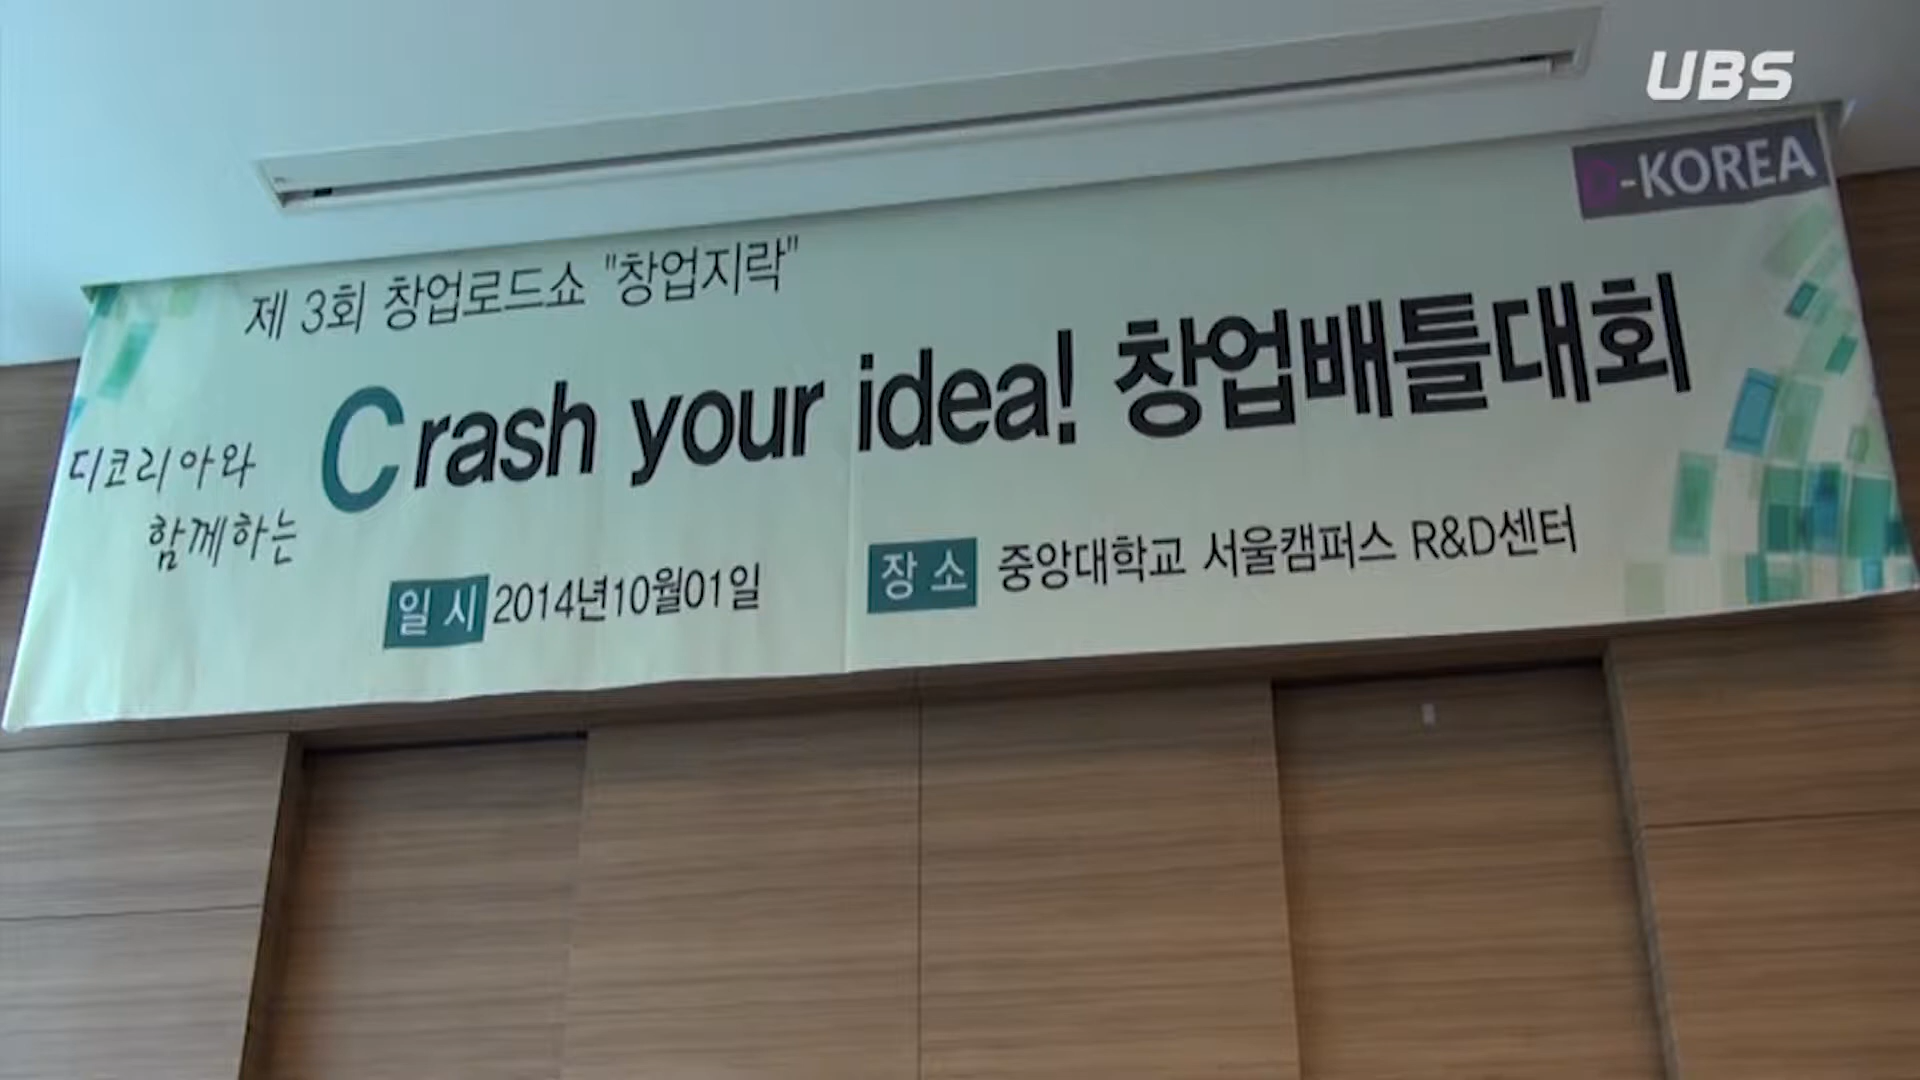 UBS
D-KOREA
제 3회 창업로드쇼 "창업지락"
디코리아와
함께하는
Crash your idea! 창업배틀대회
일 시 2014년10월01일
장 소 중앙대학교 서울캠퍼스 R&D센터